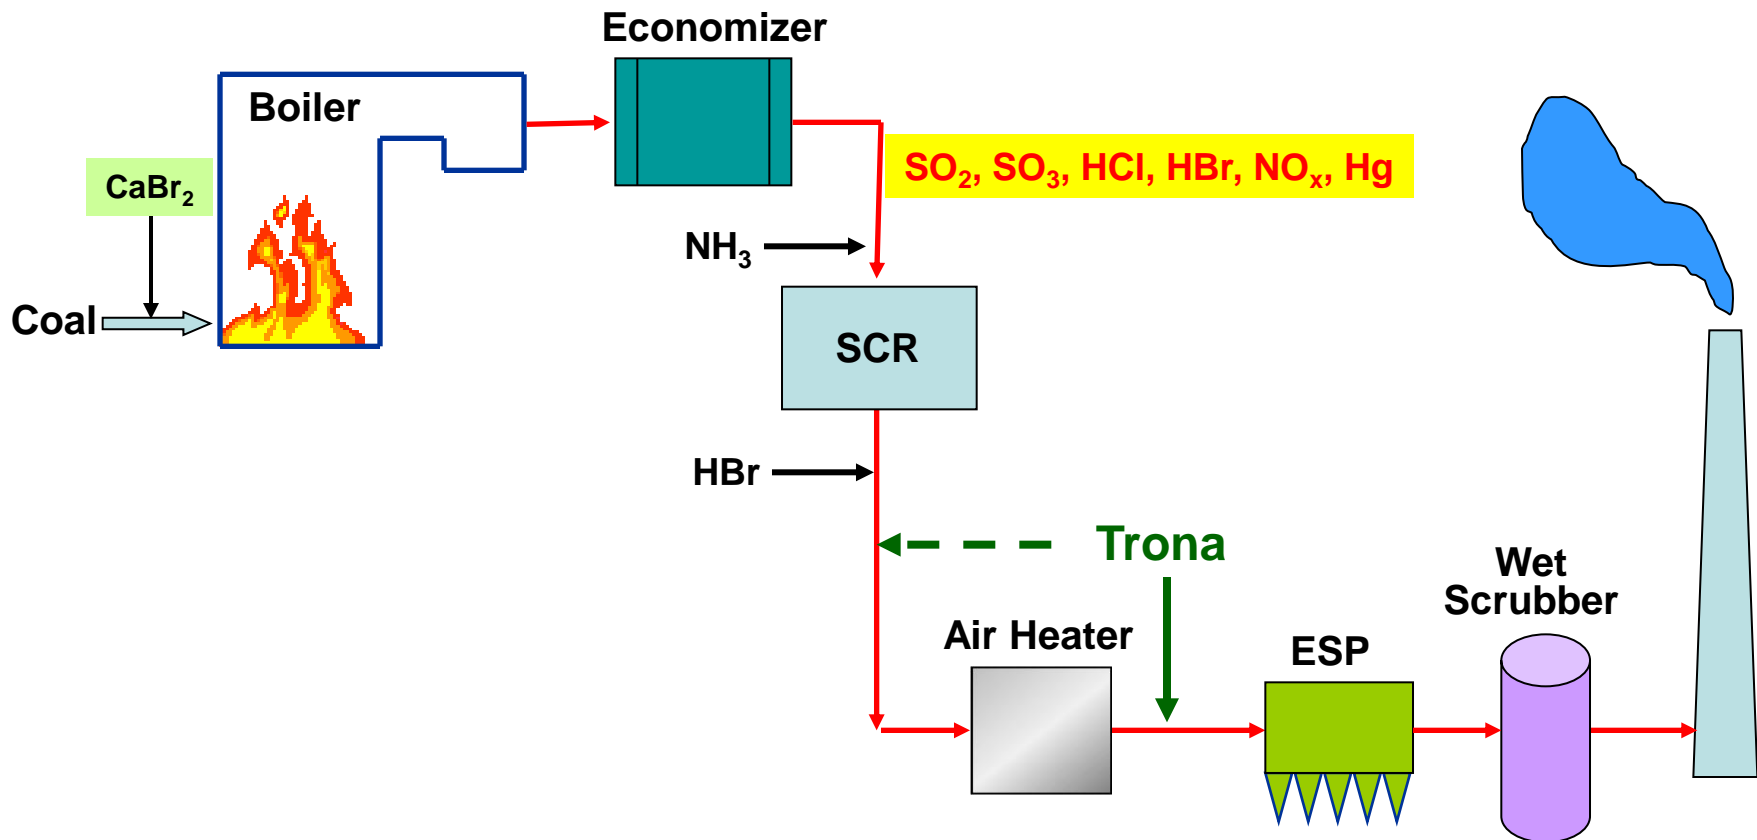 Economizer
Boiler
CaBr₂
SO₂, SO₃, HCl, HBr, NOₓ, Hg
NH₃
Coal
SCR
HBr
Trona
Wet
Scrubber
Air Heater
ESP